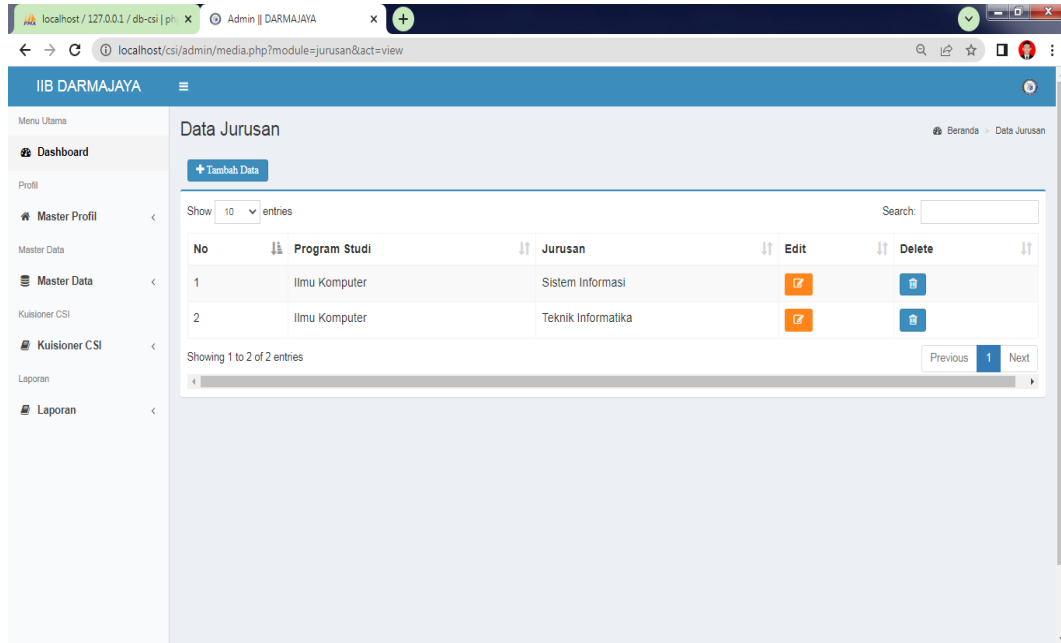 localhost / 127.0.0.1 / db-csi | ph
Admin || DARMAJAYA
localhost/csi/admin/media.php?module=jurusan&act=view
IIB DARMAJAYA
Menu Utama
Dashboard
Profil
Master Profil
Master Data
Master Data
Kuisioner CSI
Kuisioner CSI
Laporan
Laporan
Data Jurusan
Beranda > Data Jurusan
Tambah Data
Show 10 entries Search:
No Program Studi Jurusan Edit Delete
1 Ilmu Komputer Sistem Informasi
2 Ilmu Komputer Teknik Informatika
Showing 1 to 2 of 2 entries
Previous 1 Next